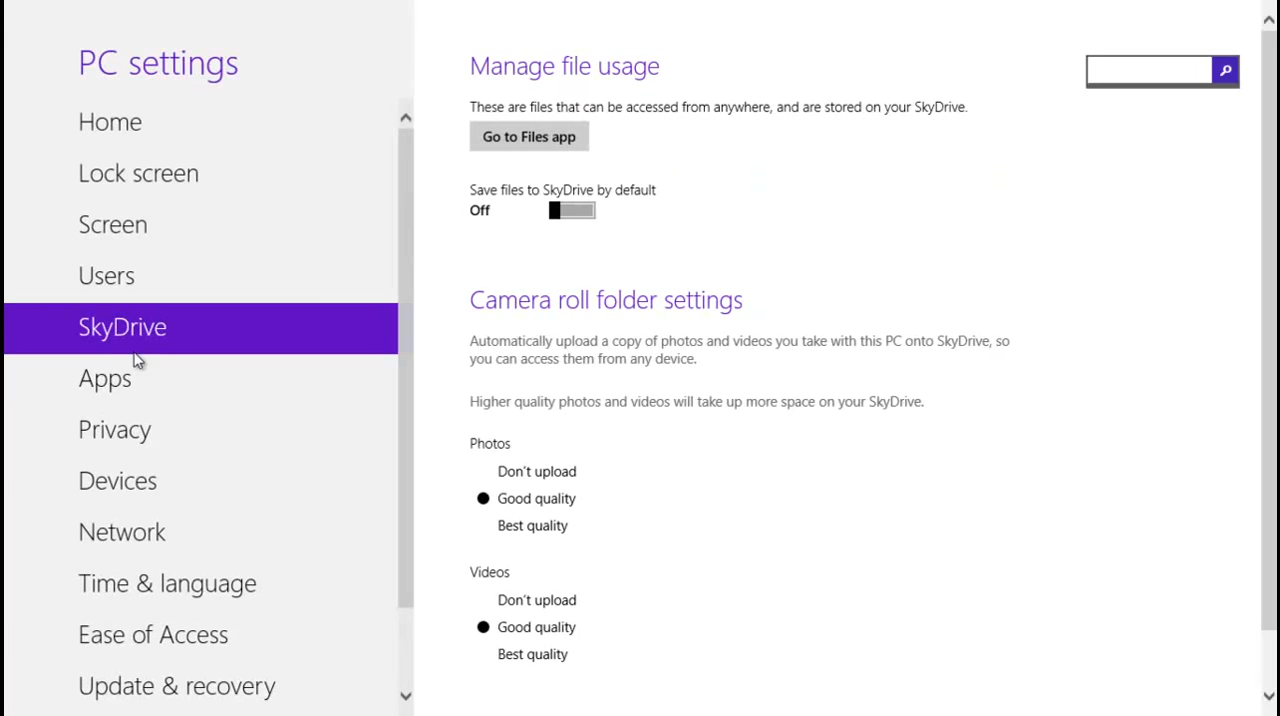 PC settings
Home
Lock screen
Screen
Users
SkyDrive
Apps
Privacy
Devices
Network
Time & language
Ease of Access
Update & recovery
Manage file usage
These are files that can be accessed from anywhere, and are stored on your SkyDrive.
Go to Files app
Save files to SkyDrive by default
Off
Camera roll folder settings
Automatically upload a copy of photos and videos you take with this PC onto SkyDrive, so
you can access them from any device.
Higher quality photos and videos will take up more space on your SkyDrive.
Photos
Don't upload
Good quality
Best quality
Videos
Don't upload
Good quality
Best quality